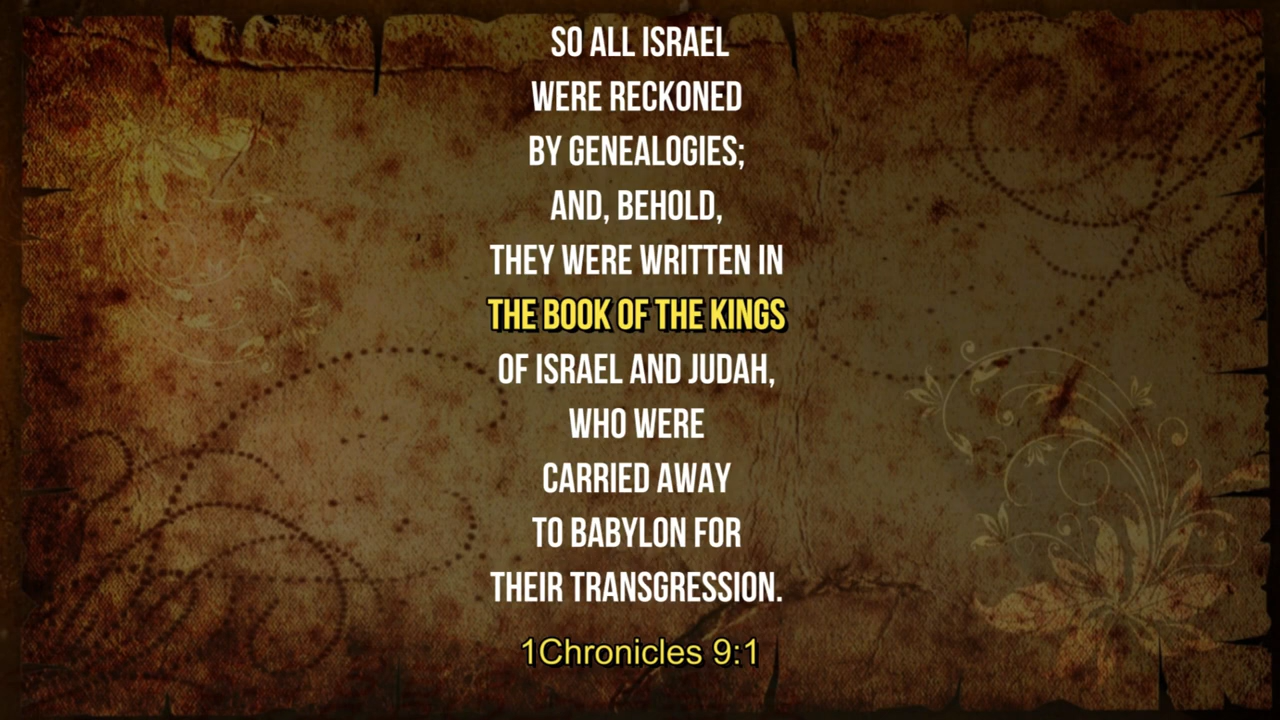 SO ALL ISRAEL
WERE RECKONED
BY GENEALOGIES;
AND, BEHOLD,
THEY WERE WRITTEN IN
THE BOOK OF THE KINGS
OF ISRAEL AND JUDAH,
WHO WERE
CARRIED AWAY
TO BABYLON FOR
THEIR TRANSGRESSION.
1Chronicles 9:1